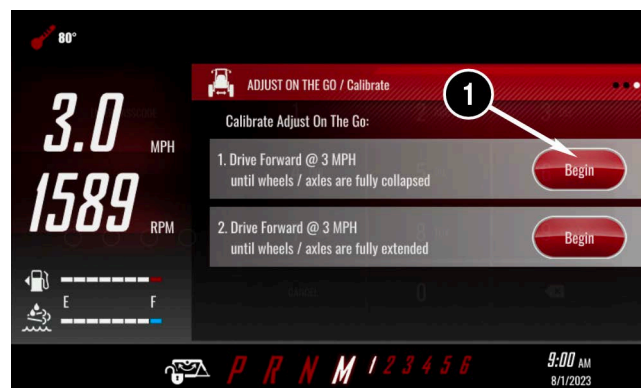 80°
3.0 MPH
1589 RPM
E F
ADJUST ON THE GO / Calibrate
1
Calibrate Adjust On The Go:
1. Drive Forward @ 3 MPH
until wheels / axles are fully collapsed
Begin
2. Drive Forward @ 3 MPH
until wheels / axles are fully extended
Begin
CANCEL 0
P R N M 1 2 3 4 5 6
9:00 AM
8/1/2023